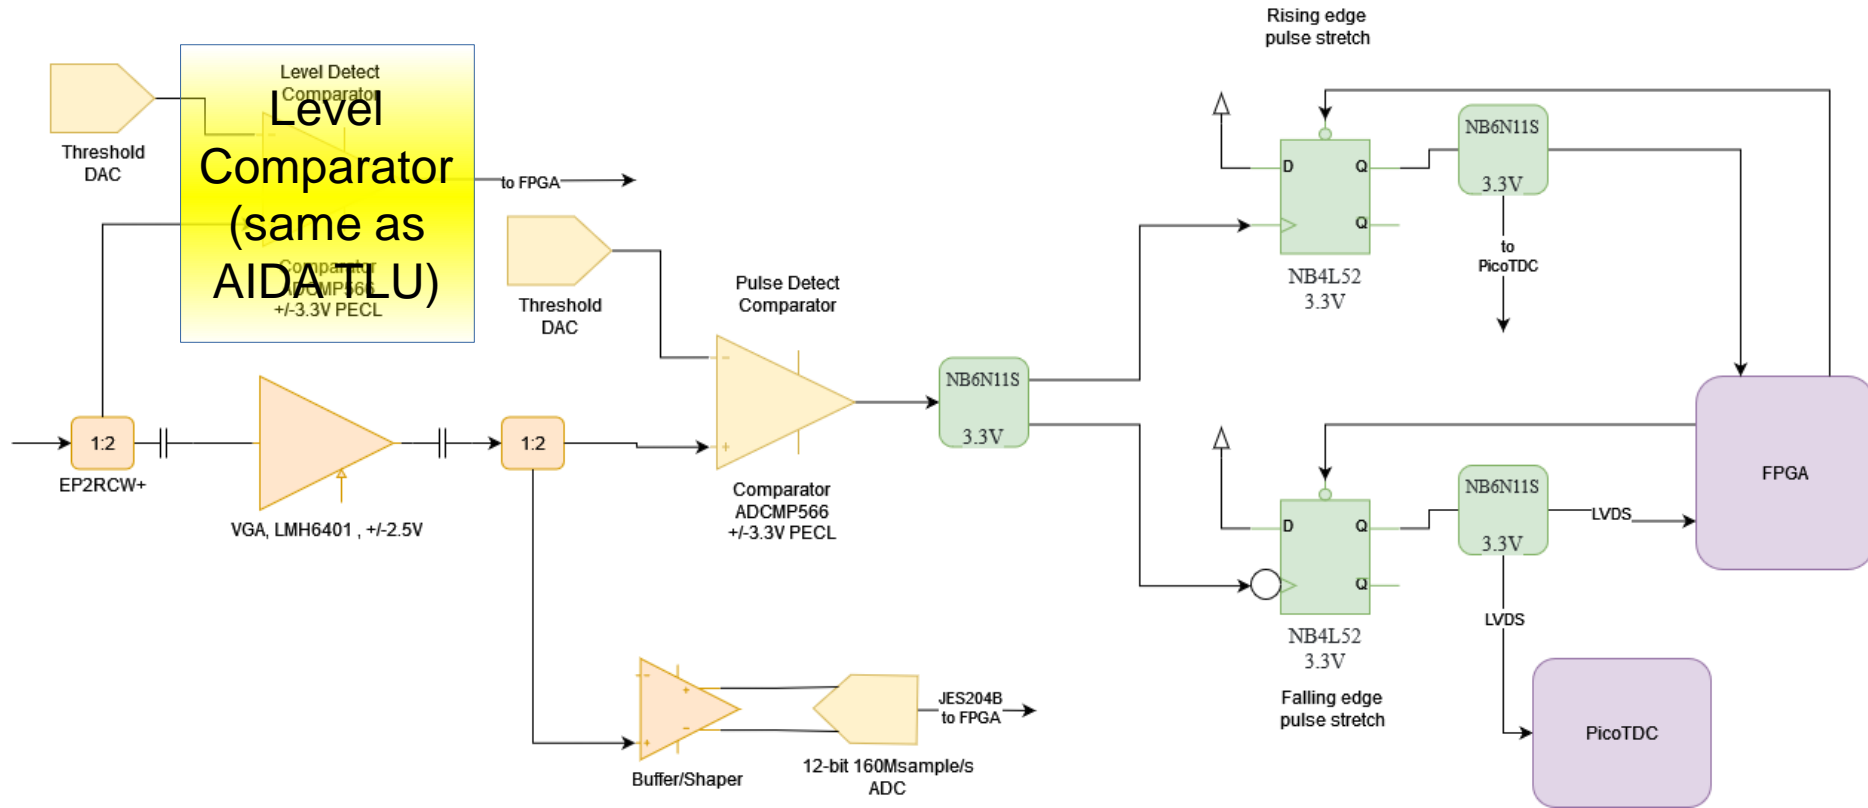 Rising edge
pulse stretch
Level Detect
Comparator
Level
Comparator
(same as
AIDA TLU)
Comparator
ADCMP566
+/-3.3V PECL
Threshold
DAC
to FPGA
Threshold
DAC
Pulse Detect
Comparator
1:2
EP2RCW+
VGA, LMH6401 , +/-2.5V
1:2
-
+
Comparator
ADCMP566
+/-3.3V PECL
NB6N11S
3.3V
D
Q
Q
NB4L52
3.3V
NB6N11S
3.3V
to
PicoTDC
D
Q
Q
NB4L52
3.3V
Falling edge
pulse stretch
NB6N11S
3.3V
LVDS
LVDS
FPGA
PicoTDC
-
+
+
-
Buffer/Shaper
12-bit 160Msample/s
ADC
JES204B
to FPGA